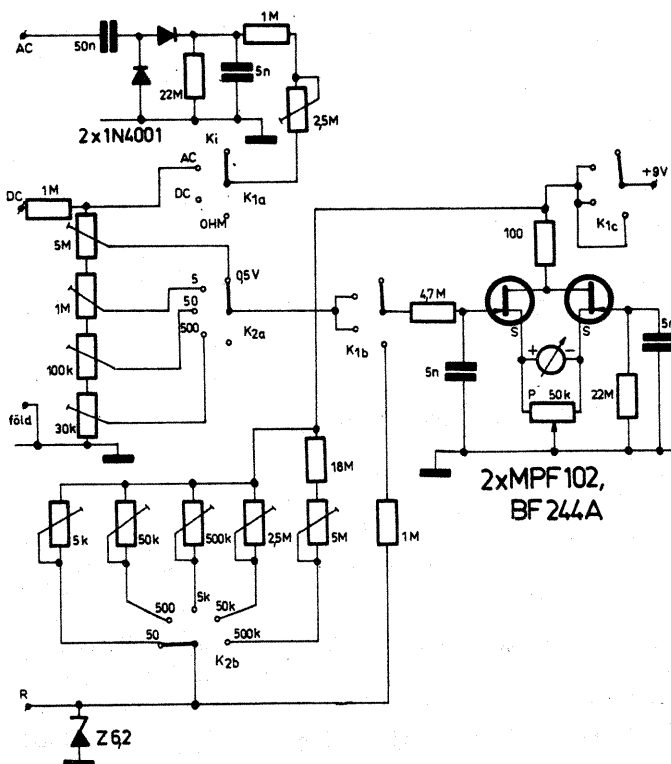 1M
AC
50n
5n
22M
2,5M
2x1N4001
Ki
AC
K1a
DC
1M
DC
OHM
+9V
K1c
5M
100
0,5V
5
1M
50
4,7M
500
K2a
K1b
S
S
5n
100k
+
-
5n
P
50k
22M
föld
30k
18M
2xMPF102,
BF244A
5k
50k
500k
2,5M
5M
1M
5k
500
50k
50
500k
K2b
R
Z6,2